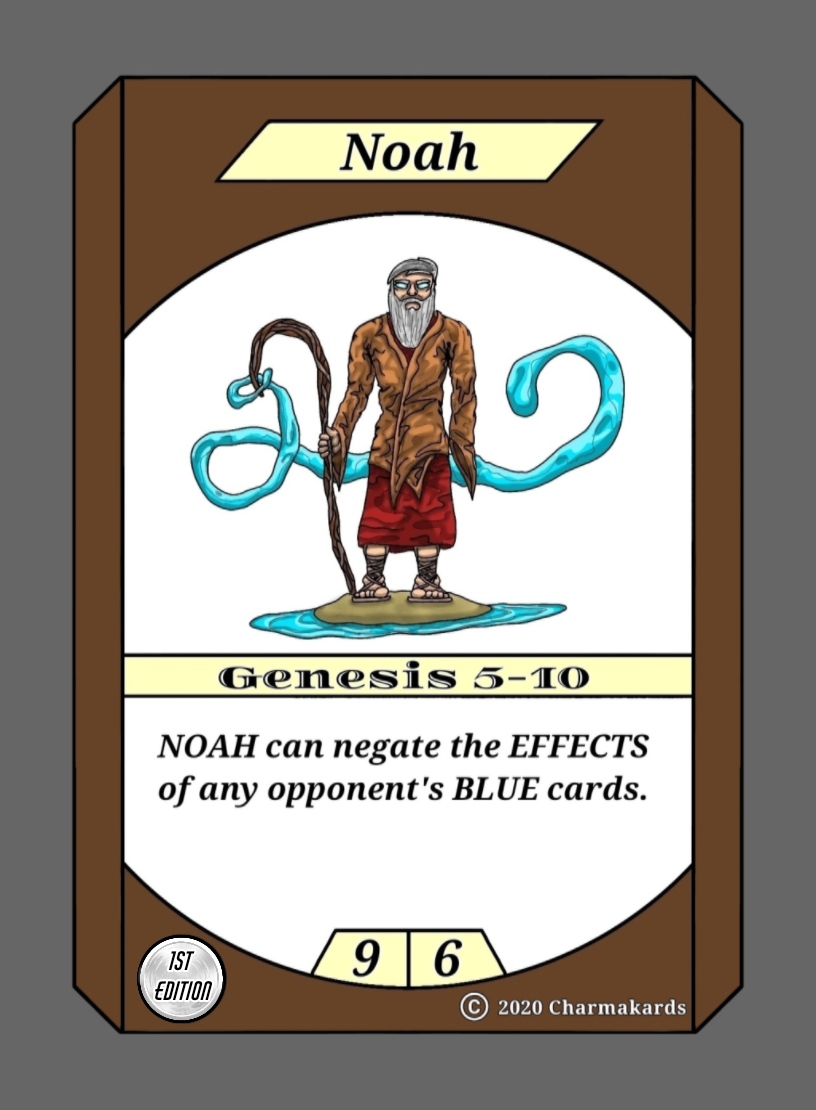 Noah
Genesis 5-10
NOAH can negate the EFFECTS
of any opponent's BLUE cards.
9 6
1ST
EDITION
© 2020 Charmakards